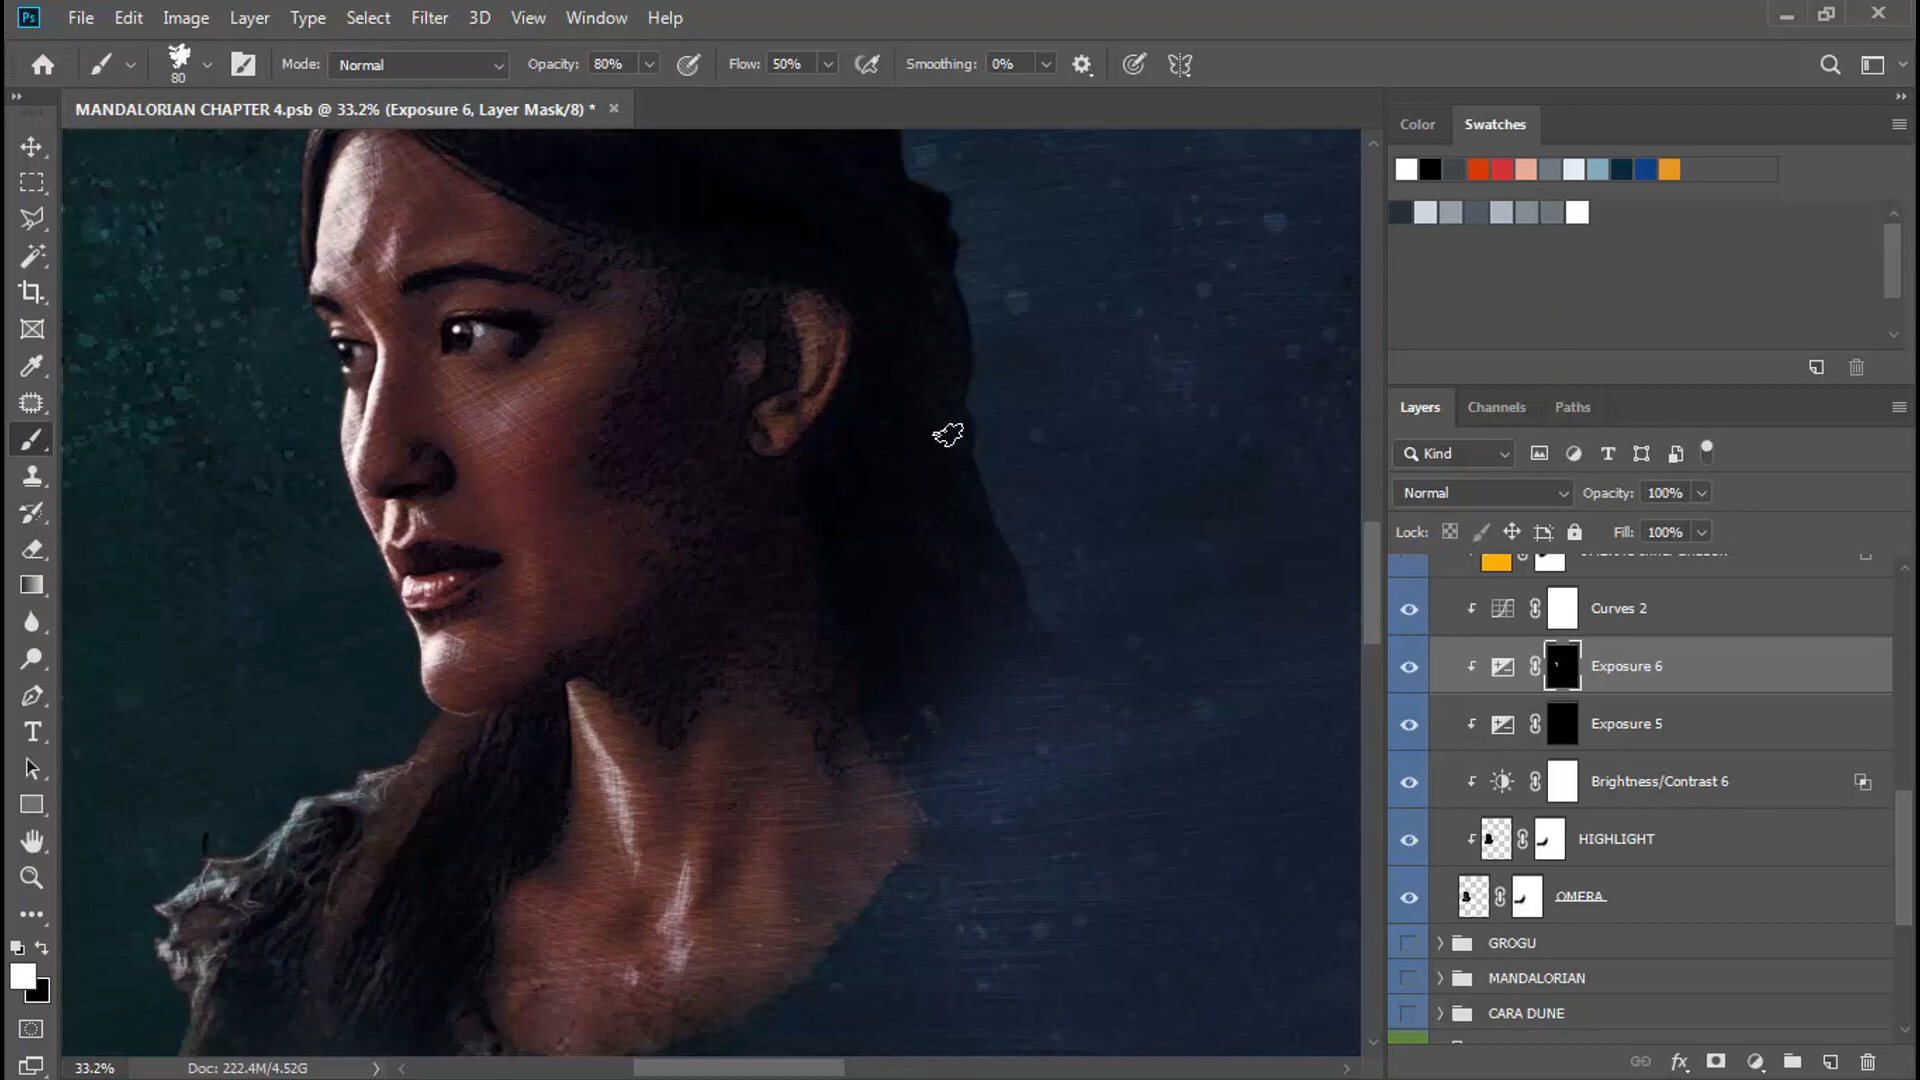 Ps File Edit Image Layer Type Select Filter 3D View Window Help
80 Mode: Normal Opacity: 80% Flow: 50% Smoothing: 0%
MANDALORIAN CHAPTER 4.psb @ 33.2% (Exposure 6, Layer Mask/8) *
Color Swatches
Layers Channels Paths
Kind
Normal Opacity: 100%
Lock: Fill: 100%
Curves 2
Exposure 6
Exposure 5
Brightness/Contrast 6
HIGHLIGHT
OMERA
GROGU
MANDALORIAN
CARA DUNE
fx
33.2% Doc: 222.4M/4.52G